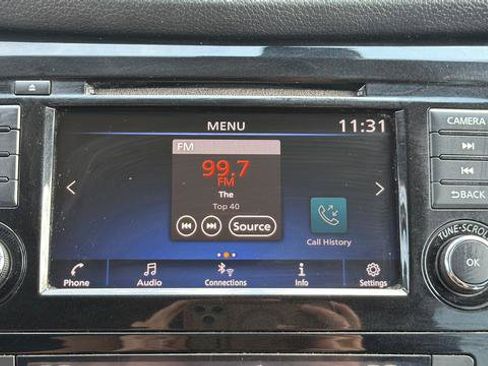 MENU 11:31
FM
99.7
FM
The
Top 40
Source
Call History
Phone Audio Connections Info Settings
CAMERA
BACK
TUNE·SCROLL
OK